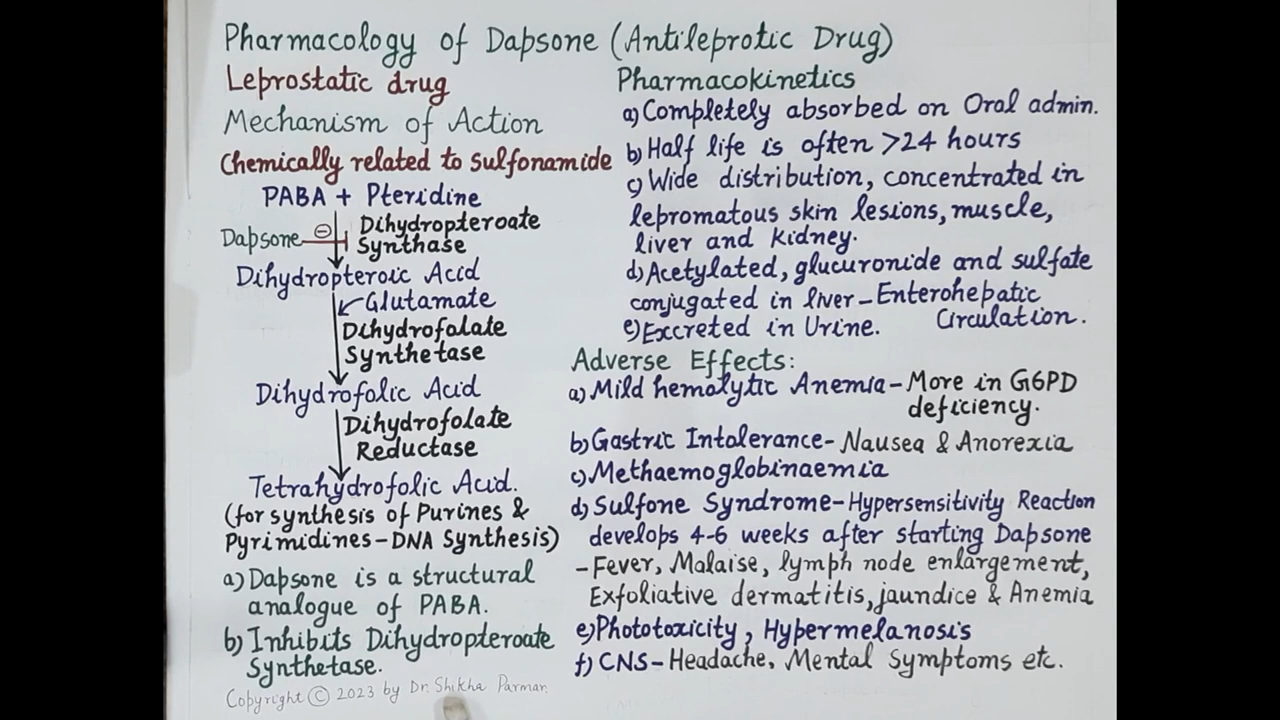 Pharmacology of Dapsone (Antileprotic Drug)
Leprostatic drug
Mechanism of Action
Chemically related to sulfonamide
PABA + Pteridine
Dapsone ⊖
Dihydropteroate
Synthase
Dihydropteroic Acid
Glutamate
Dihydrofolate
Synthetase
Dihydrofolic Acid
Dihydrofolate
Reductase
Tetrahydrofolic Acid.
(for synthesis of Purines &
Pyrimidines - DNA Synthesis)
a) Dapsone is a structural
analogue of PABA.
b) Inhibits Dihydropteroate
Synthetase.
Copyright © 2023 by Dr. Shikha Parmar.
Pharmacokinetics
a) Completely absorbed on Oral admin.
b) Half life is often >24 hours
c) Wide distribution, concentrated in
lepromatous skin lesions, muscle,
liver and kidney.
d) Acetylated, glucuronide and sulfate
conjugated in liver - Enterohepatic
Circulation.
e) Excreted in Urine.
Adverse Effects:
a) Mild hemolytic Anemia - More in G6PD
deficiency.
b) Gastric Intolerance - Nausea & Anorexia
c) Methaemoglobinaemia
d) Sulfone Syndrome - Hypersensitivity Reaction
develops 4-6 weeks after starting Dapsone
- Fever, Malaise, lymph node enlargement,
Exfoliative dermatitis, jaundice & Anemia
e) Phototoxicity, Hypermelanosis
f) CNS - Headache, Mental Symptoms etc.